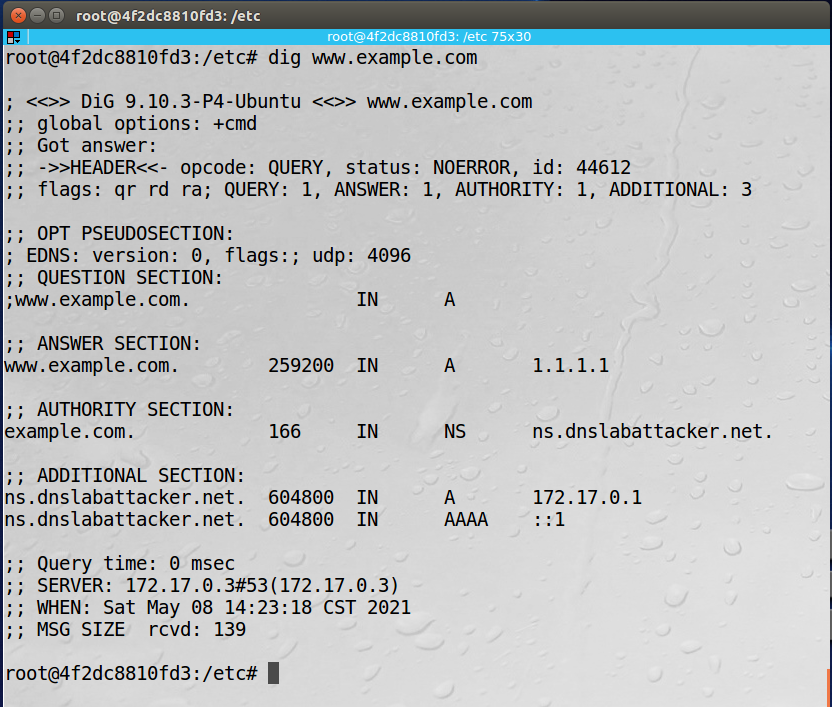 root@4f2dc8810fd3: /etc
root@4f2dc8810fd3: /etc 75x30
root@4f2dc8810fd3:/etc# dig www.example.com
; <<>> DiG 9.10.3-P4-Ubuntu <<>> www.example.com
;; global options: +cmd
;; Got answer:
;; ->>HEADER<<- opcode: QUERY, status: NOERROR, id: 44612
;; flags: qr rd ra; QUERY: 1, ANSWER: 1, AUTHORITY: 1, ADDITIONAL: 3
;; OPT PSEUDOSECTION:
; EDNS: version: 0, flags:; udp: 4096
;; QUESTION SECTION:
;www.example.com. IN A
;; ANSWER SECTION:
www.example.com. 259200 IN A 1.1.1.1
;; AUTHORITY SECTION:
example.com. 166 IN NS ns.dnslabattacker.net.
;; ADDITIONAL SECTION:
ns.dnslabattacker.net. 604800 IN A 172.17.0.1
ns.dnslabattacker.net. 604800 IN AAAA ::1
;; Query time: 0 msec
;; SERVER: 172.17.0.3#53(172.17.0.3)
;; WHEN: Sat May 08 14:23:18 CST 2021
;; MSG SIZE rcvd: 139
root@4f2dc8810fd3:/etc#